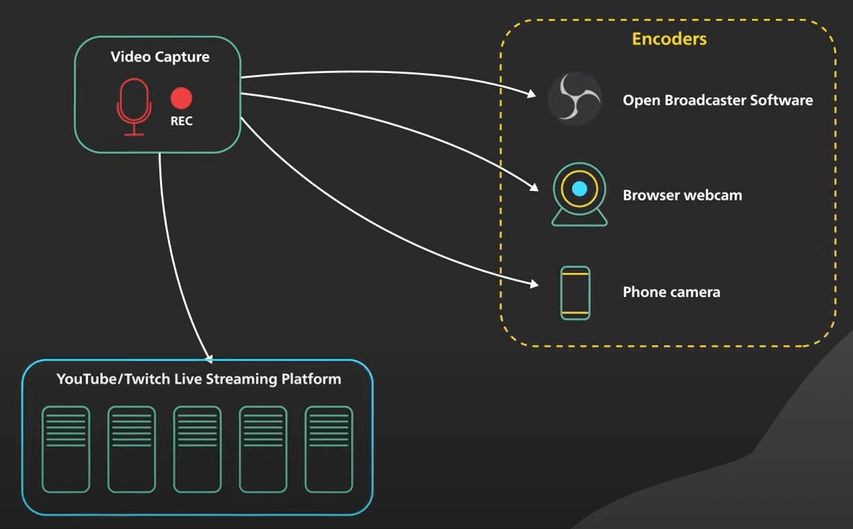 Video Capture
REC
Encoders
Open Broadcaster Software
Browser webcam
Phone camera
YouTube/Twitch Live Streaming Platform